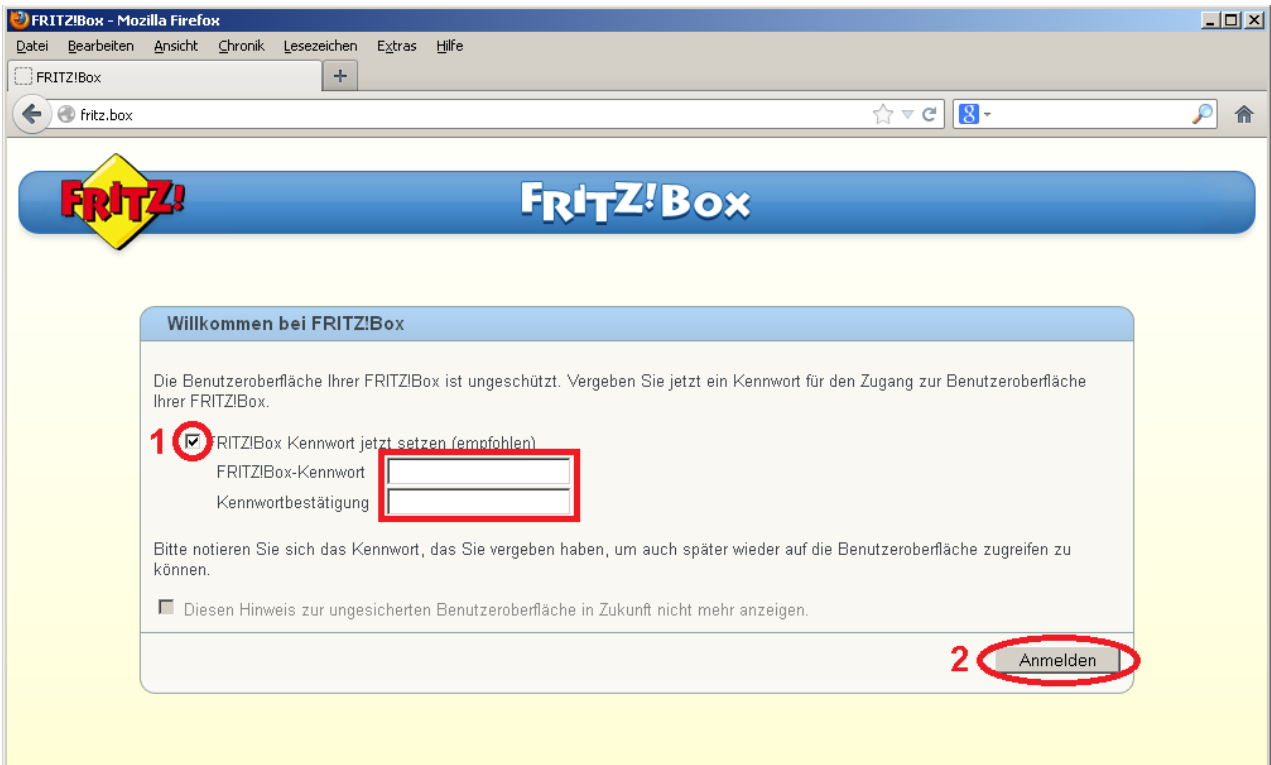 FRITZ!Box - Mozilla Firefox
Datei Bearbeiten Ansicht Chronik Lesezeichen Extras Hilfe
FRITZ!Box +
fritz.box 8
FRITZ! FRITZ!Box
Willkommen bei FRITZ!Box
Die Benutzeroberfläche Ihrer FRITZ!Box ist ungeschützt. Vergeben Sie jetzt ein Kennwort für den Zugang zur Benutzeroberfläche
Ihrer FRITZ!Box.
1 FRITZ!Box Kennwort jetzt setzen (empfohlen)
FRITZ!Box-Kennwort
Kennwortbestätigung
Bitte notieren Sie sich das Kennwort, das Sie vergeben haben, um auch später wieder auf die Benutzeroberfläche zugreifen zu
können.
Diesen Hinweis zur ungesicherten Benutzeroberfläche in Zukunft nicht mehr anzeigen.
2 Anmelden